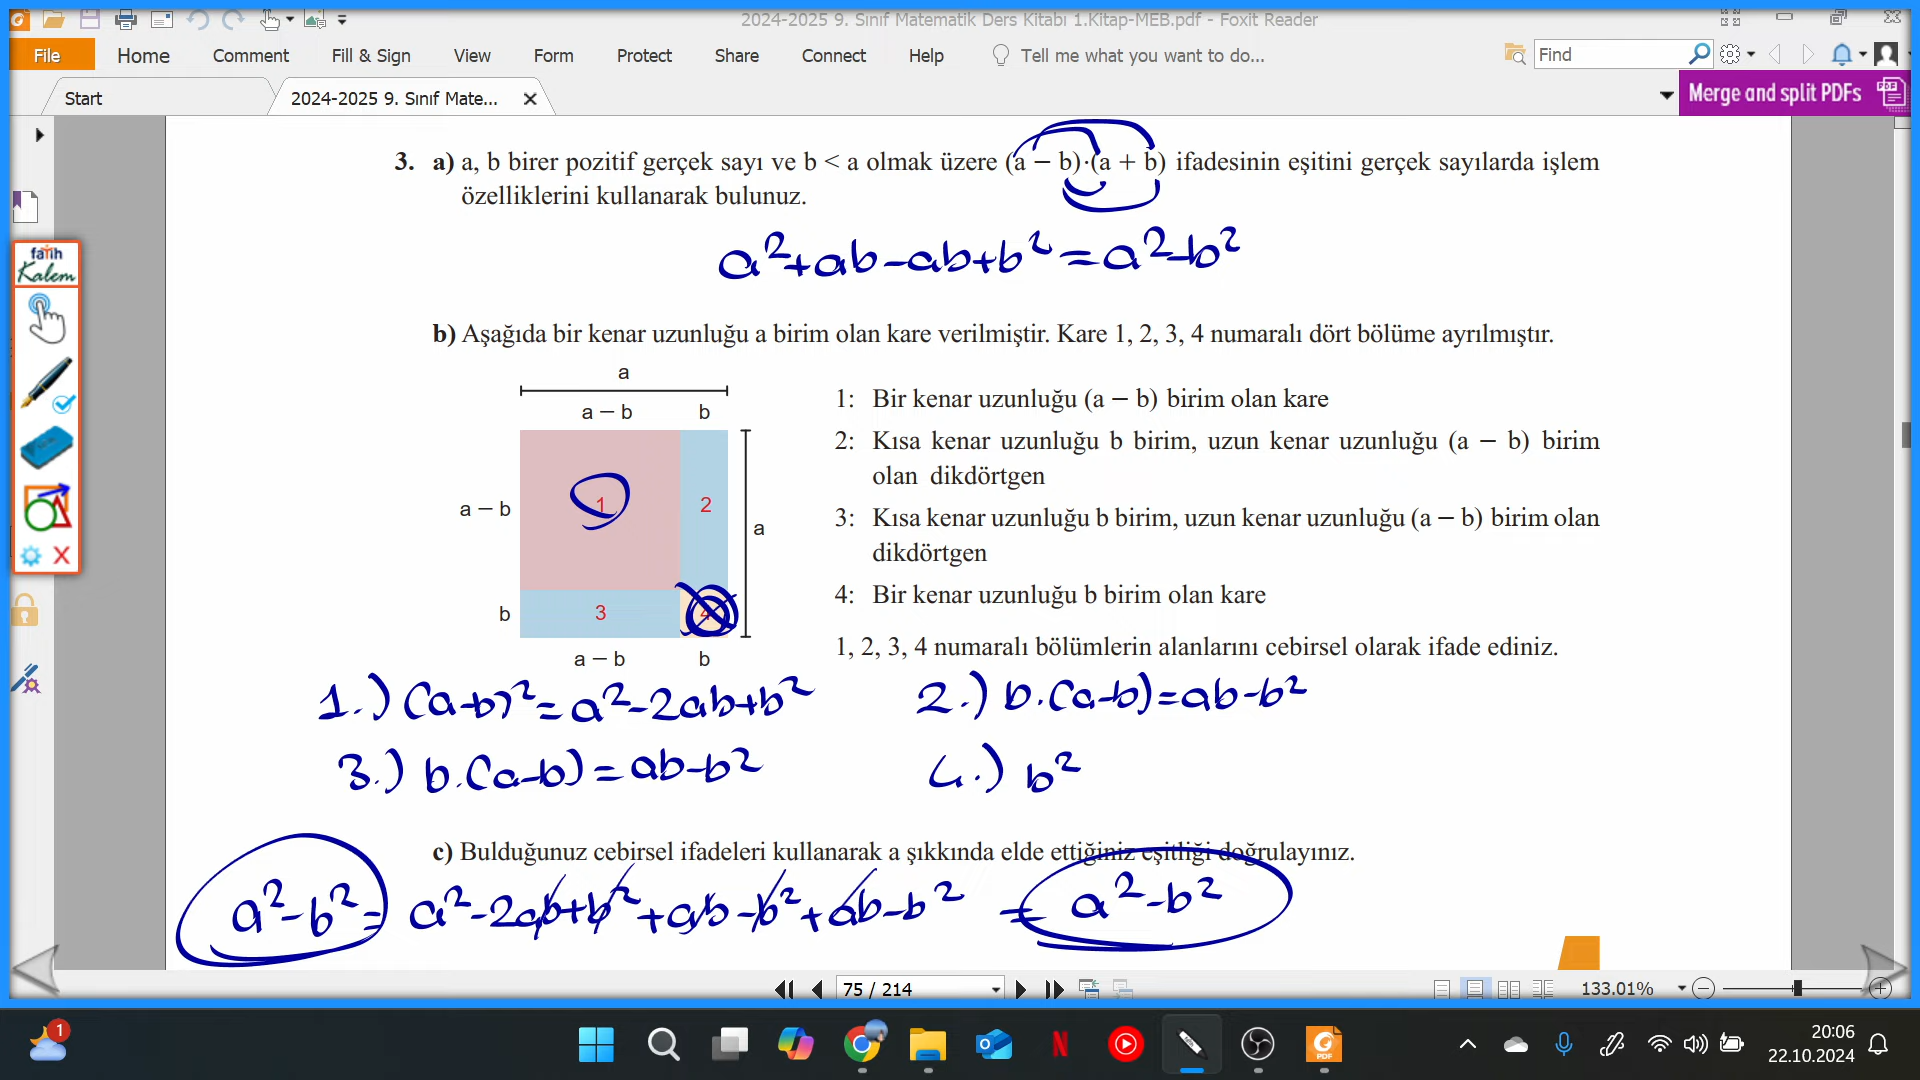 2024-2025 9. Sınıf Matematik Ders Kitabı 1.Kitap-MEB.pdf - Foxit Reader
File Home Comment Fill & Sign View Form Protect Share Connect Help Tell me what you want to do... Find
Start 2024-2025 9. Sınıf Mate... Merge and split PDFs
3. a) a, b birer pozitif gerçek sayı ve b < a olmak üzere (a − b)·(a + b) ifadesinin eşitini gerçek sayılarda işlem
özelliklerini kullanarak bulunuz.
fatih
Kalem
a²+ab-ab+b²=a²-b²
b) Aşağıda bir kenar uzunluğu a birim olan kare verilmiştir. Kare 1, 2, 3, 4 numaralı dört bölüme ayrılmıştır.
a
a − b b
a − b
1
2
a
b
3
4
a − b b
1: Bir kenar uzunluğu (a − b) birim olan kare
2: Kısa kenar uzunluğu b birim, uzun kenar uzunluğu (a − b) birim
olan dikdörtgen
3: Kısa kenar uzunluğu b birim, uzun kenar uzunluğu (a − b) birim olan
dikdörtgen
4: Bir kenar uzunluğu b birim olan kare
1, 2, 3, 4 numaralı bölümlerin alanlarını cebirsel olarak ifade ediniz.
1.) (a-b)²=a²-2ab+b² 2.) b.(a-b)=ab-b²
3.) b.(a-b)=ab-b² 4.) b²
c) Bulduğunuz cebirsel ifadeleri kullanarak a şıkkında elde ettiğiniz eşitliği doğrulayınız.
a²-b²= a²-2ab+b²+ab-b²+ab-b² = a²-b²
75 / 214 133.01%
1
20:06
22.10.2024